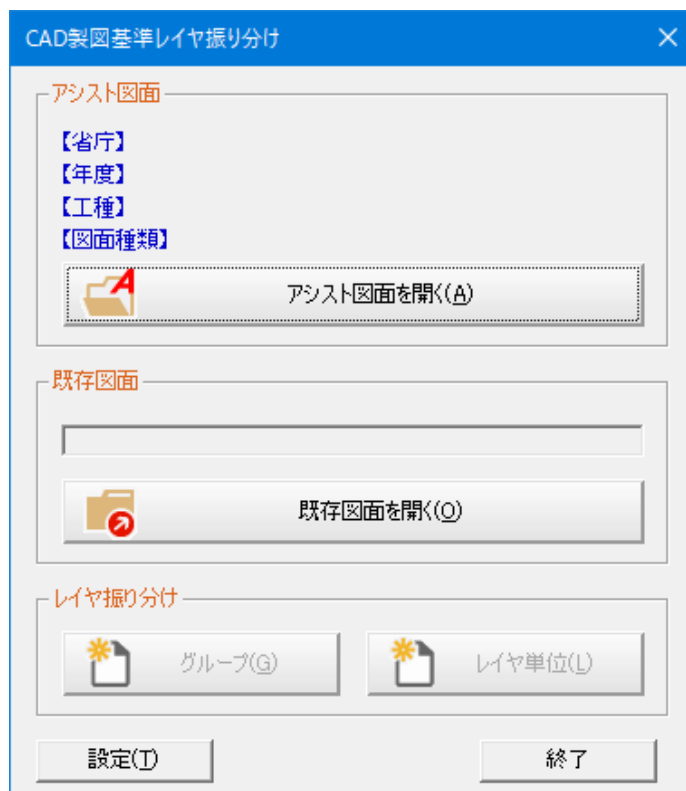 CAD製図基準レイヤ振り分け
アシスト図面
【省庁】
【年度】
【工種】
【図面種類】
アシスト図面を開く(A)
既存図面
既存図面を開く(O)
レイヤ振り分け
グループ(G)
レイヤ単位(L)
設定(T)
終了